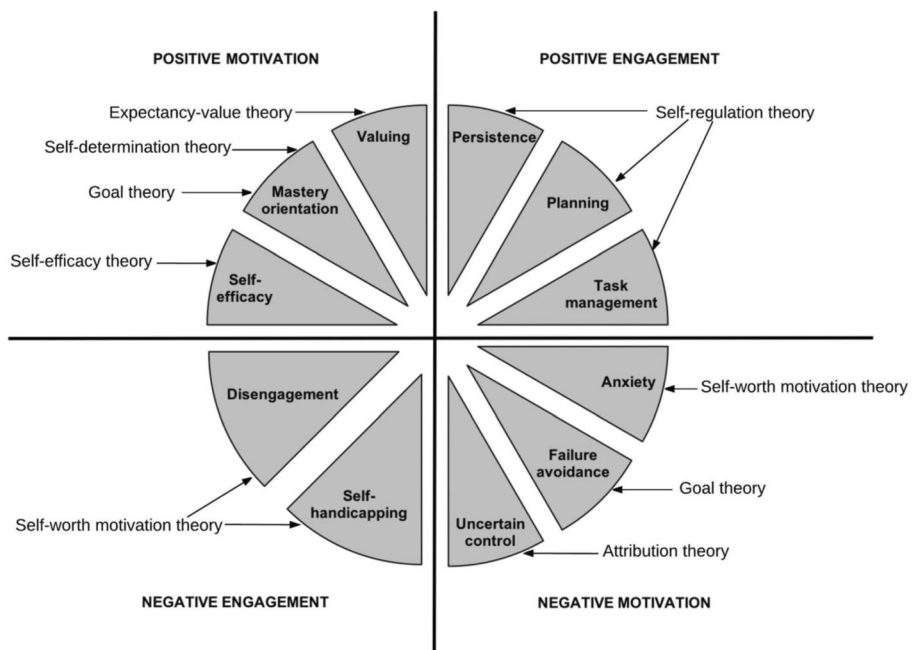 POSITIVE MOTIVATION
POSITIVE ENGAGEMENT
Expectancy-value theory
Self-determination theory
Goal theory
Self-efficacy theory
Valuing
Mastery
orientation
Self-
efficacy
Self-regulation theory
Persistence
Planning
Task
management
Disengagement
Self-
handicapping
Self-worth motivation theory
Anxiety
Failure
avoidance
Uncertain
control
Self-worth motivation theory
Goal theory
Attribution theory
NEGATIVE ENGAGEMENT
NEGATIVE MOTIVATION